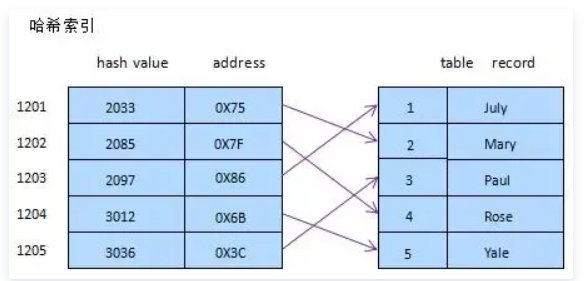 哈希索引
hash value address table record
1201 2033 0X75 1 July
1202 2085 0X7F 2 Mary
1203 2097 0X86 3 Paul
1204 3012 0X6B 4 Rose
1205 3036 0X3C 5 Yale